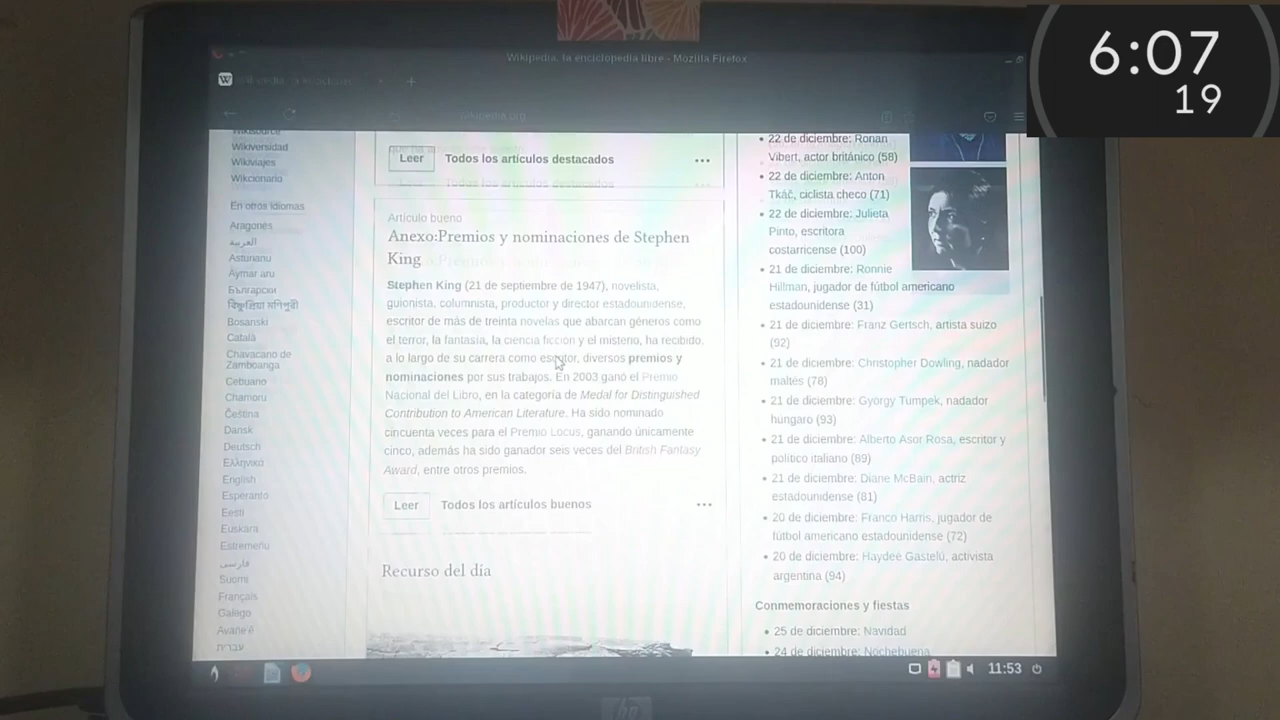 6:07
19
Wikipedia, la enciclopedia libre - Mozilla Firefox
wikipedia.org
Wikisource
Wikiversidad
Wikiviajes
Wikcionario
En otros idiomas
Aragonés
العربية
Asturianu
Aymar aru
Български
বিষ্ণুপ্রিয়া মণিপুরী
Bosanski
Català
Chavacano de
Zamboanga
Cebuano
Chamoru
Čeština
Dansk
Deutsch
Ελληνικά
English
Esperanto
Eesti
Euskara
Estremeñu
فارسی
Suomi
Français
Galego
Avañe'ẽ
עברית
Leer Todos los artículos destacados
Artículo bueno
Anexo:Premios y nominaciones de Stephen
King
Stephen King (21 de septiembre de 1947), novelista,
guionista, columnista, productor y director estadounidense,
escritor de más de treinta novelas que abarcan géneros como
el terror, la fantasía, la ciencia ficción y el misterio, ha recibido,
a lo largo de su carrera como escritor, diversos premios y
nominaciones por sus trabajos. En 2003 ganó el Premio
Nacional del Libro, en la categoría de Medal for Distinguished
Contribution to American Literature. Ha sido nominado
cincuenta veces para el Premio Locus, ganando únicamente
cinco, además ha sido ganador seis veces del British Fantasy
Award, entre otros premios.
Leer Todos los artículos buenos
Recurso del día
22 de diciembre: Ronan
Vibert, actor británico (58)
22 de diciembre: Anton
Tkáč, ciclista checo (71)
22 de diciembre: Julieta
Pinto, escritora
costarricense (100)
21 de diciembre: Ronnie
Hillman, jugador de fútbol americano
estadounidense (31)
21 de diciembre: Franz Gertsch, artista suizo
(92)
21 de diciembre: Christopher Dowling, nadador
maltés (78)
21 de diciembre: György Tumpek, nadador
húngaro (93)
21 de diciembre: Alberto Asor Rosa, escritor y
político italiano (89)
21 de diciembre: Diane McBain, actriz
estadounidense (81)
20 de diciembre: Franco Harris, jugador de
fútbol americano estadounidense (72)
20 de diciembre: Haydée Gastelú, activista
argentina (94)
Conmemoraciones y fiestas
25 de diciembre: Navidad
24 de diciembre: Nochebuena
11:53
hp